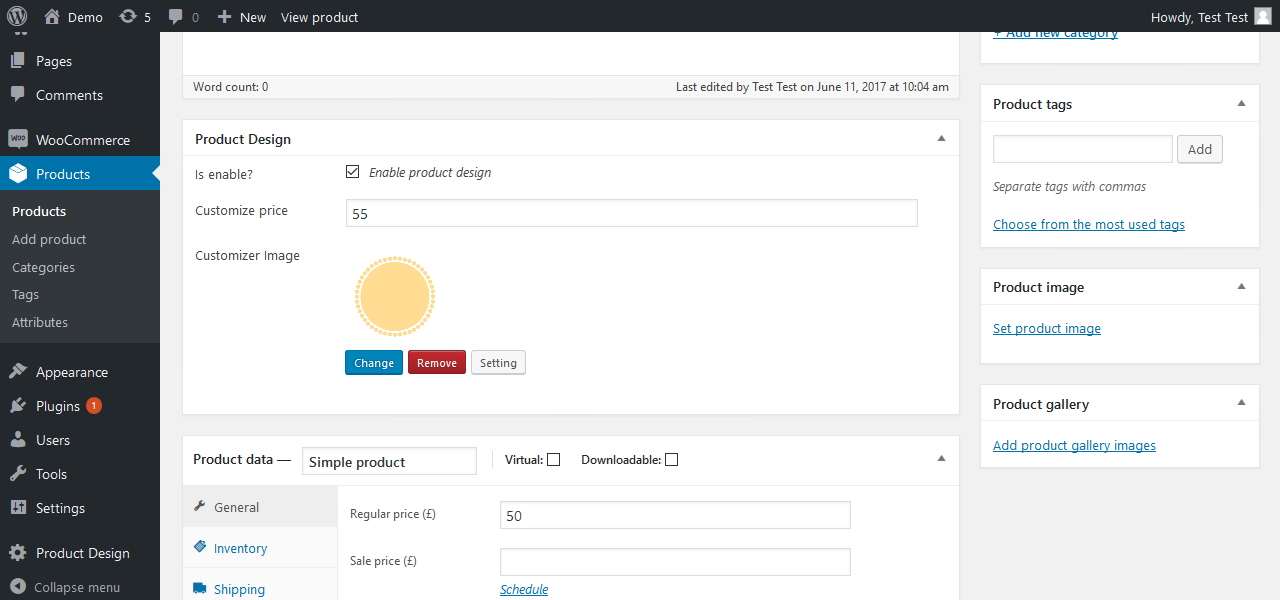 Demo 5 0 New View product Howdy, Test Test
Pages
Comments
WOO WooCommerce
Products
Products
Add product
Categories
Tags
Attributes
Appearance
Plugins 1
Users
Tools
Settings
Product Design
Collapse menu
Word count: 0 Last edited by Test Test on June 11, 2017 at 10:04 am
Product Design
Is enable? Enable product design
Customize price 55
Customizer Image
Change Remove Setting
Product data — Simple product Virtual: Downloadable:
General
Inventory
Shipping
Regular price (£) 50
Sale price (£)
Schedule
+ Add new category
Product tags
Add
Separate tags with commas
Choose from the most used tags
Product image
Set product image
Product gallery
Add product gallery images